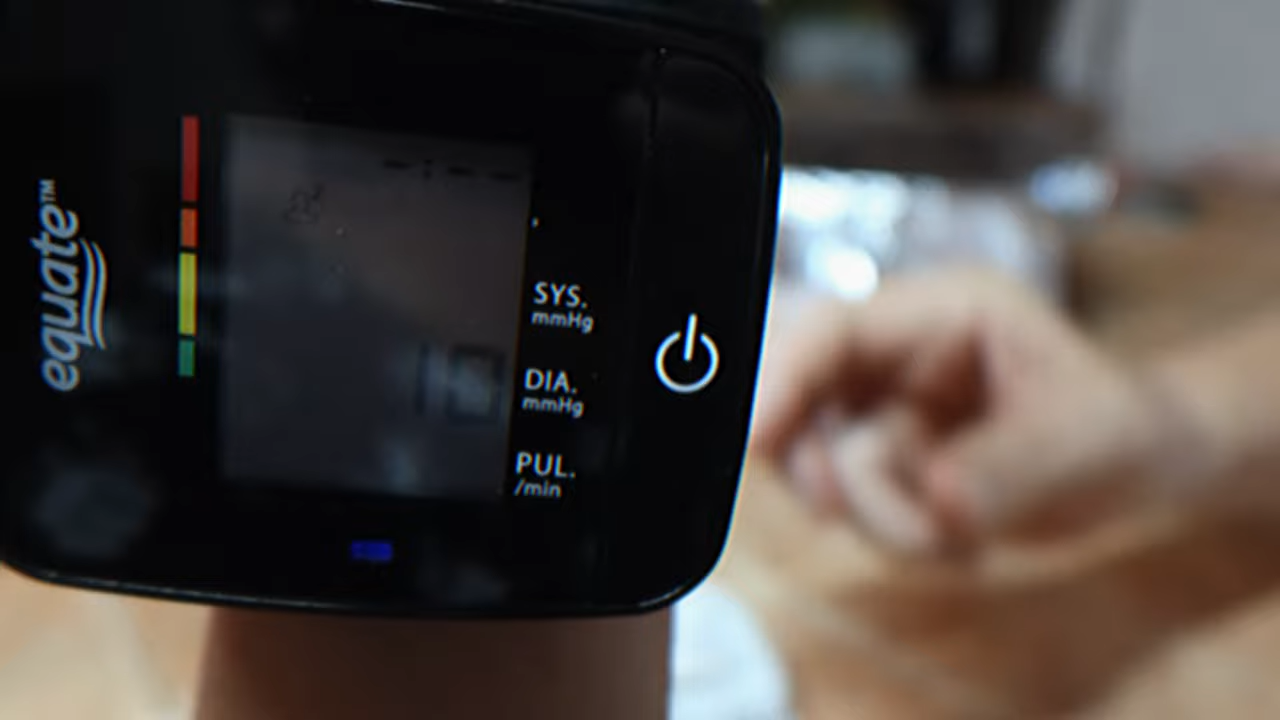 equate™
SYS.
mmHg
DIA.
mmHg
PUL.
/min